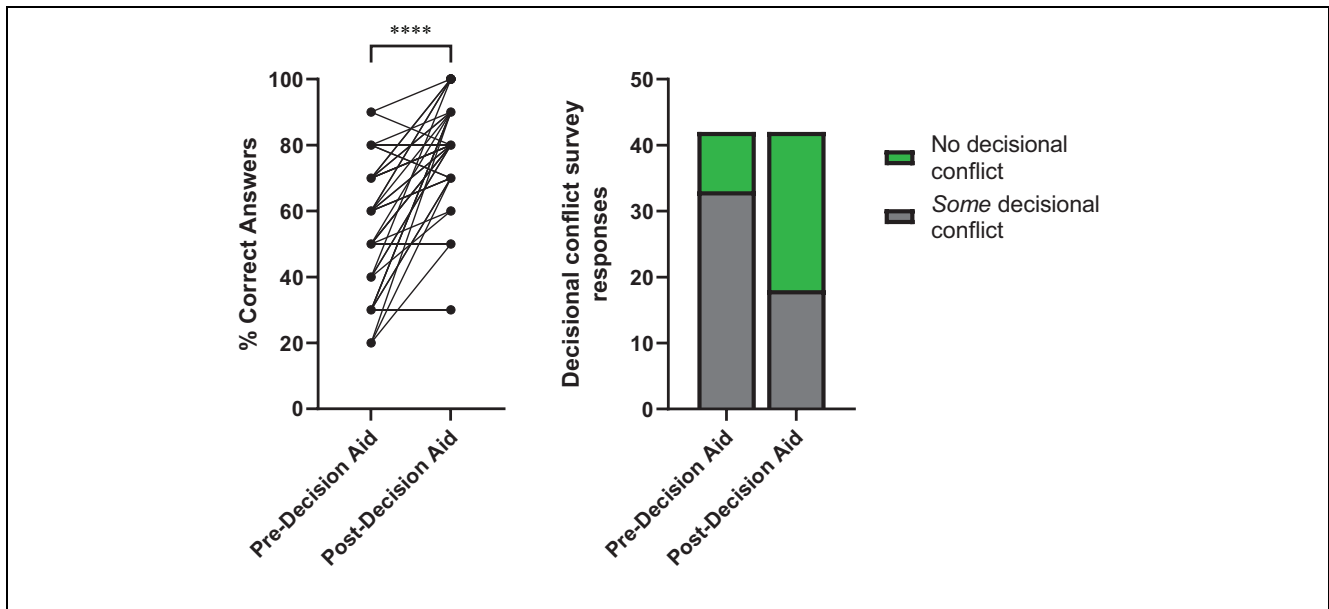 ****
% Correct Answers
100
80
60
40
20
0
Pre-Decision Aid
Post-Decision Aid
Decisional conflict survey
responses
50
40
30
20
10
0
Pre-Decision Aid
Post-Decision Aid
No decisional
conflict
Some decisional
conflict